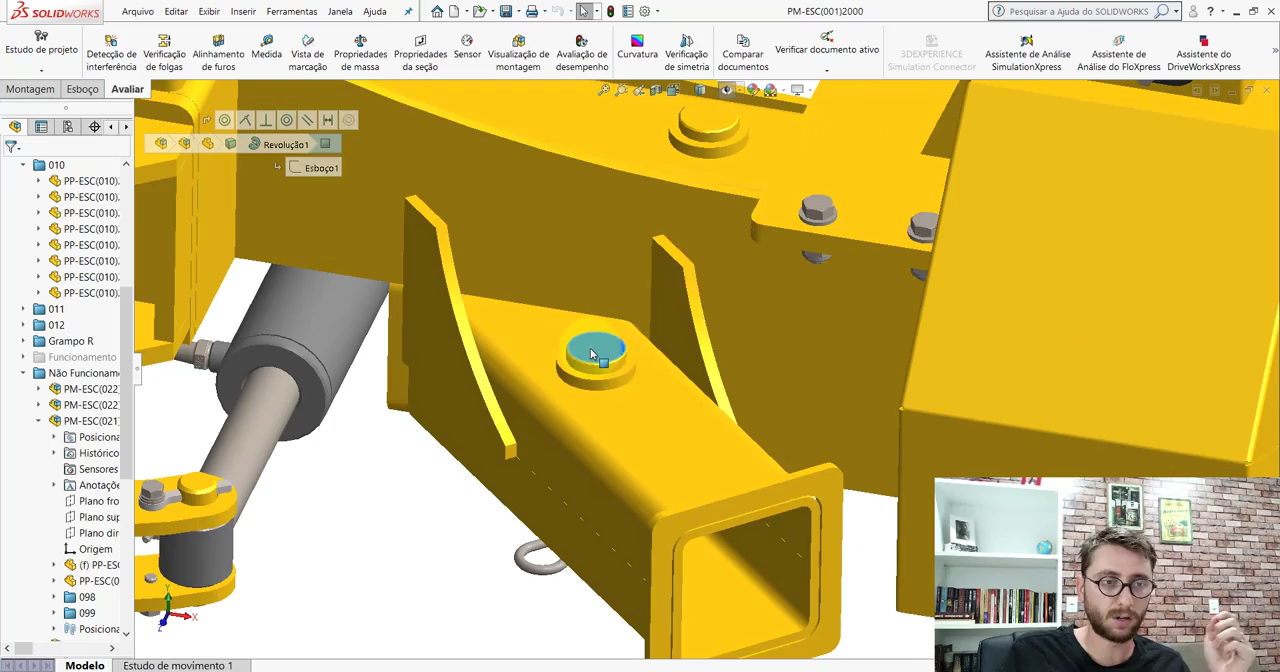 SOLIDWORKS
Arquivo Editar Exibir Inserir Ferramentas Janela Ajuda
PM-ESC(001)2000
Pesquisar a Ajuda do SOLIDWORKS
Estudo de projeto
Detecção de interferência
Verificação de folgas
Alinhamento de furos
Medida
Vista de marcação
Propriedades de massa
Propriedades da seção
Sensor
Visualização de montagem
Avaliação de desempenho
Curvatura
Verificação de simetria
Comparar documentos
Verificar documento ativo
3DEXPERIENCE Simulation Connector
Assistente de Análise SimulationXpress
Assistente de Análise do FloXpress
Assistente do DriveWorksXpress
Montagem Esboço Avaliar
Revolução1
Esboço1
010
PP-ESC(010).
PP-ESC(010).
PP-ESC(010).
PP-ESC(010).
PP-ESC(010).
PP-ESC(010).
PP-ESC(010).
PP-ESC(010).
011
012
Grampo R
Funcionamento
Não Funcioname
PM-ESC(022)
PM-ESC(022)
PM-ESC(021)
Posiciona
Histórico
Sensores
Anotaçõe
Plano fro
Plano sup
Plano dir
Origem
(f) PP-ESC
PP-ESC(0
098
099
Posiciona
Y
X
Z
Modelo Estudo de movimento 1